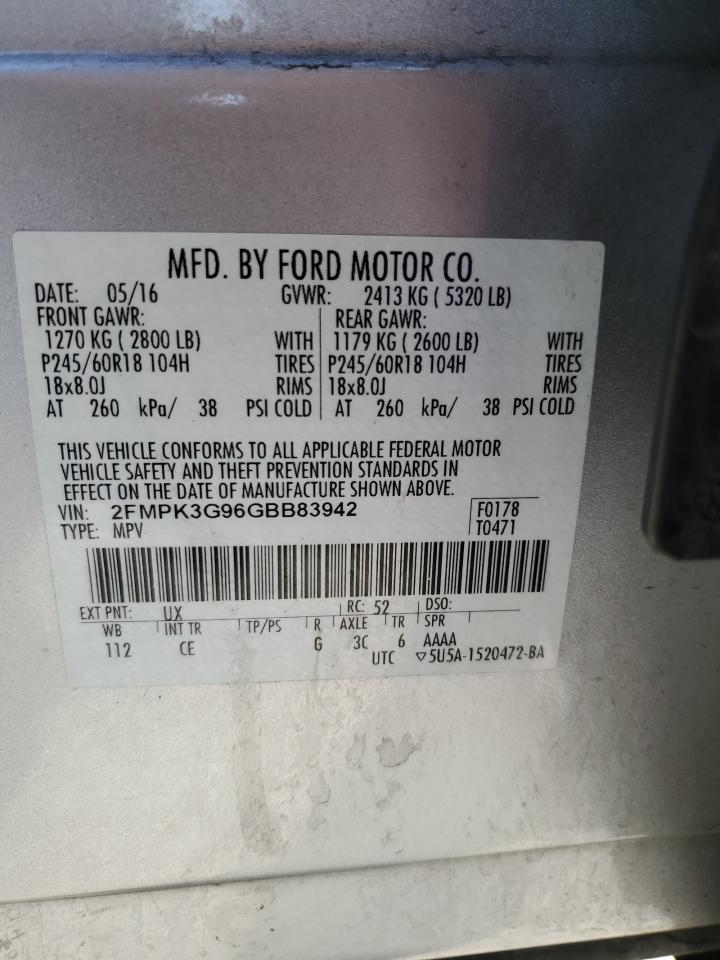 MFD. BY FORD MOTOR CO.
DATE: 05/16 GVWR: 2413 KG ( 5320 LB)
FRONT GAWR: REAR GAWR:
1270 KG ( 2800 LB) WITH 1179 KG ( 2600 LB) WITH
P245/60R18 104H TIRES P245/60R18 104H TIRES
18x8.0J RIMS 18x8.0J RIMS
AT 260 kPa/ 38 PSI COLD AT 260 kPa/ 38 PSI COLD
THIS VEHICLE CONFORMS TO ALL APPLICABLE FEDERAL MOTOR
VEHICLE SAFETY AND THEFT PREVENTION STANDARDS IN
EFFECT ON THE DATE OF MANUFACTURE SHOWN ABOVE.
VIN: 2FMPK3G96GBB83942 F0178
TYPE: MPV T0471
EXT PNT: UX RC: 52 DSO:
WB INT TR TP/PS R AXLE TR SPR
112 CE G 3C 6 AAAA
UTC ▽5U5A-1520472-BA